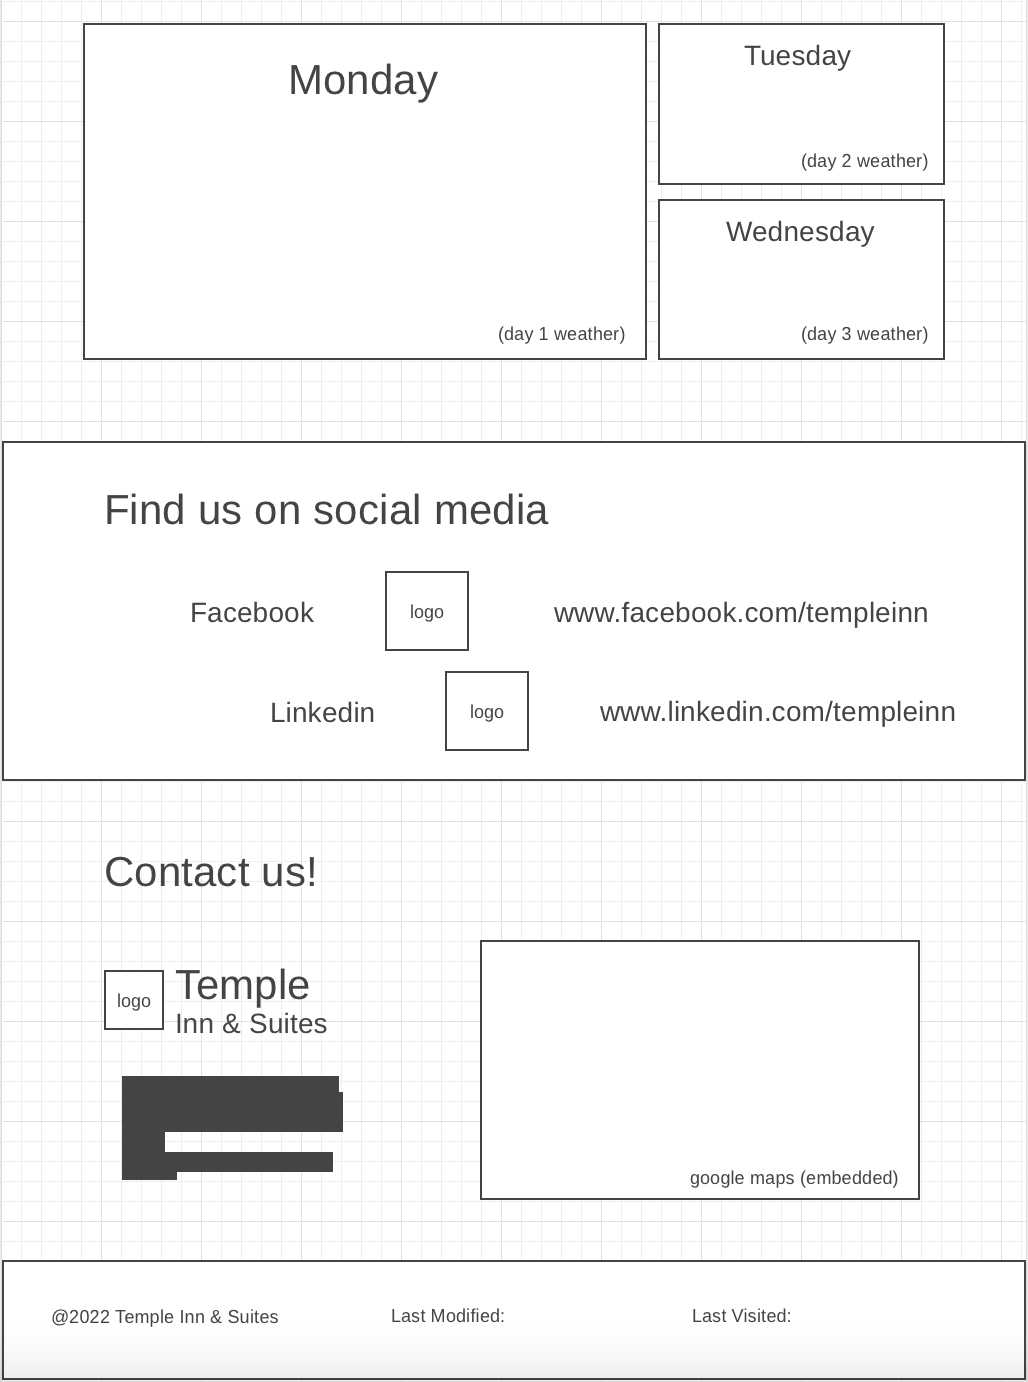 Monday
(day 1 weather)
Tuesday
(day 2 weather)
Wednesday
(day 3 weather)
Find us on social media
Facebook
logo
www.facebook.com/templeinn
Linkedin
logo
www.linkedin.com/templeinn
Contact us!
logo
Temple
Inn & Suites
google maps (embedded)
@2022 Temple Inn & Suites
Last Modified:
Last Visited: